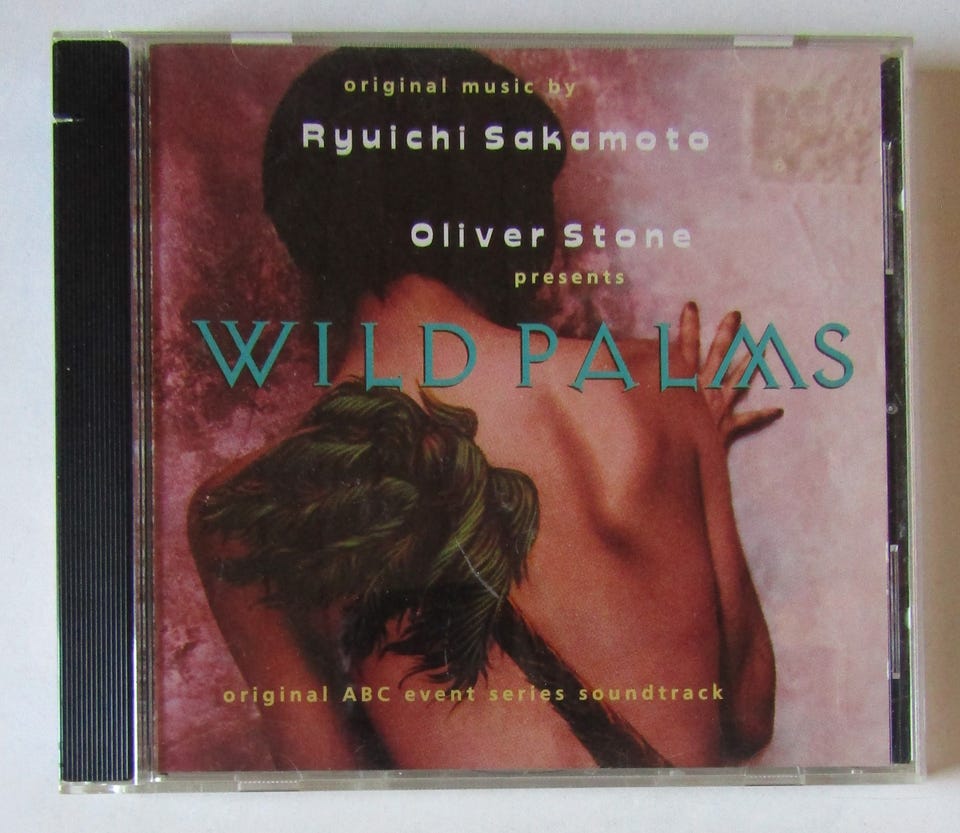 original music by
Ryuichi Sakamoto
Oliver Stone
presents
WILD PALMS
original ABC event series soundtrack